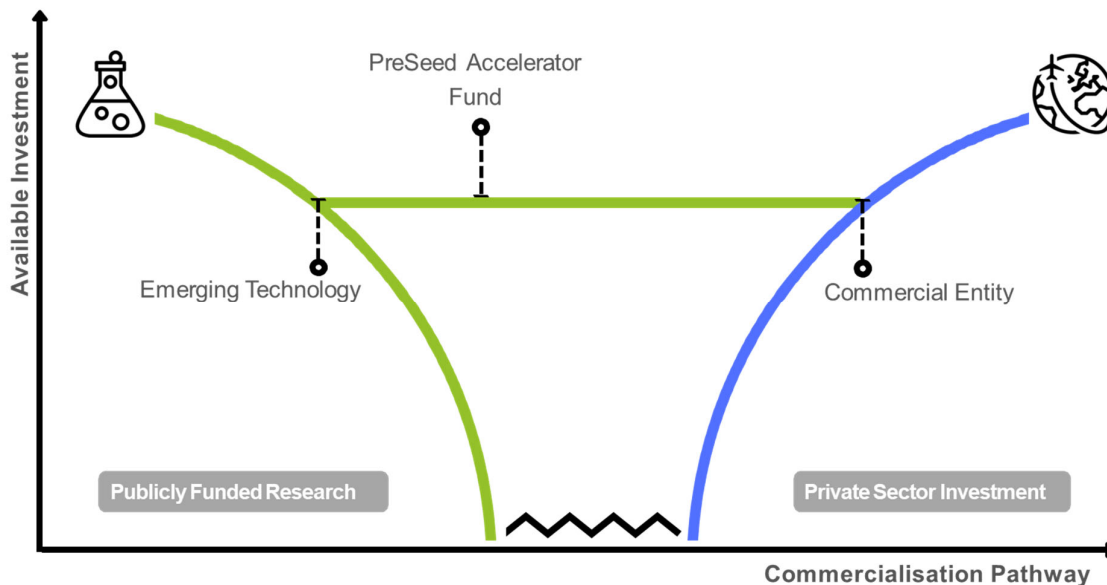 PreSeed Accelerator
Fund
Available Investment
Emerging Technology
Commercial Entity
Publicly Funded Research
Private Sector Investment
Commercialisation Pathway